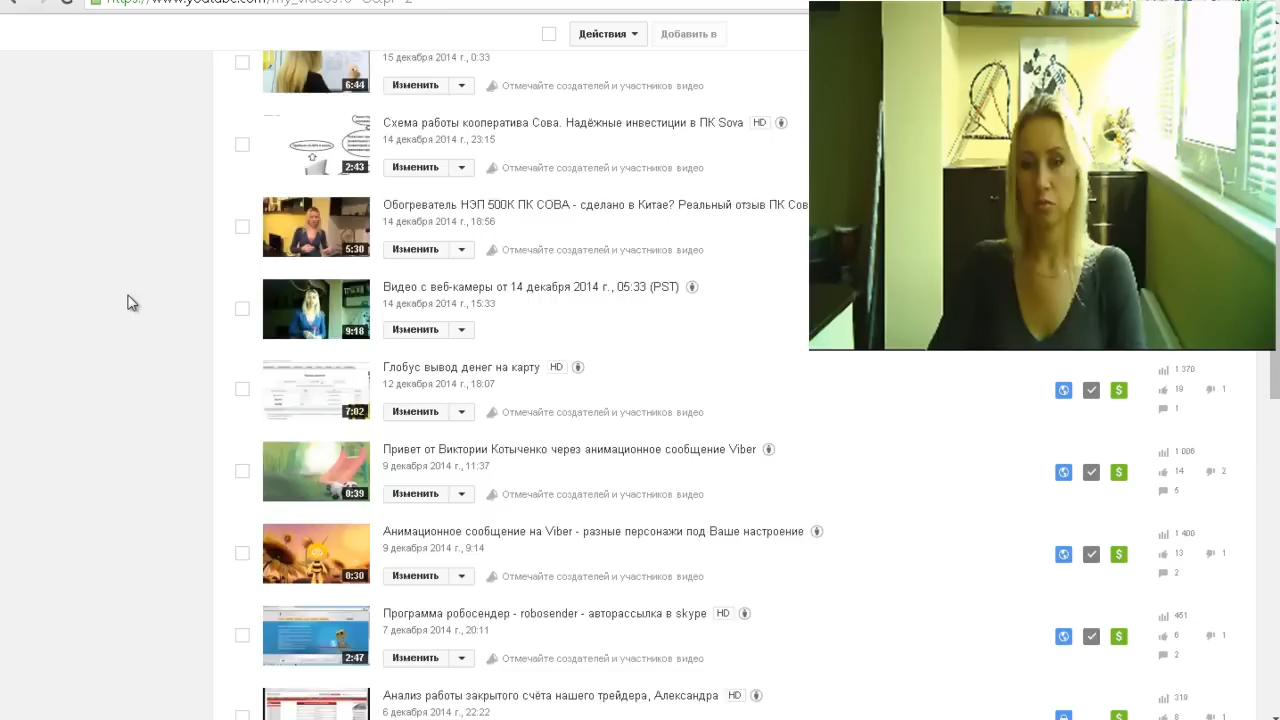 Действия
Добавить в
15 декабря 2014 г., 0:33
6:44
Изменить
Отмечайте создателей и участников видео
Схема работы кооператива Сова. Надёжные инвестиции в ПК Sova HD
14 декабря 2014 г., 23:15
2:43
Изменить
Отмечайте создателей и участников видео
Обогреватель НЭП 500К ПК СОВА - сделано в Китае? Реальный отзыв ПК Сов
14 декабря 2014 г., 18:56
5:30
Изменить
Отмечайте создателей и участников видео
Видео с веб-камеры от 14 декабря 2014 г., 05:33 (PST)
14 декабря 2014 г., 15:33
9:18
Изменить
Глобус вывод денег на карту HD
12 декабря 2014 г., 18:07
7:02
Изменить
Отмечайте создателей и участников видео
1 370
19 1
1
Привет от Виктории Котыченко через анимационное сообщение Viber
9 декабря 2014 г., 11:37
0:39
Изменить
Отмечайте создателей и участников видео
14 2
5
Анимационное сообщение на Viber - разные персонажи под Ваше настроение
9 декабря 2014 г., 9:14
0:30
Изменить
Отмечайте создателей и участников видео
13 1
2
Программа робосендер - robosender - авторассылка в skype HD
7 декабря 2014 г., 20:11
2:47
Изменить
Отмечайте создателей и участников видео
451
6 1
2
Анализ работы закрытого счета нашего трейдра, Александра HD
6 декабря 2014 г., 22:22
319
8 1